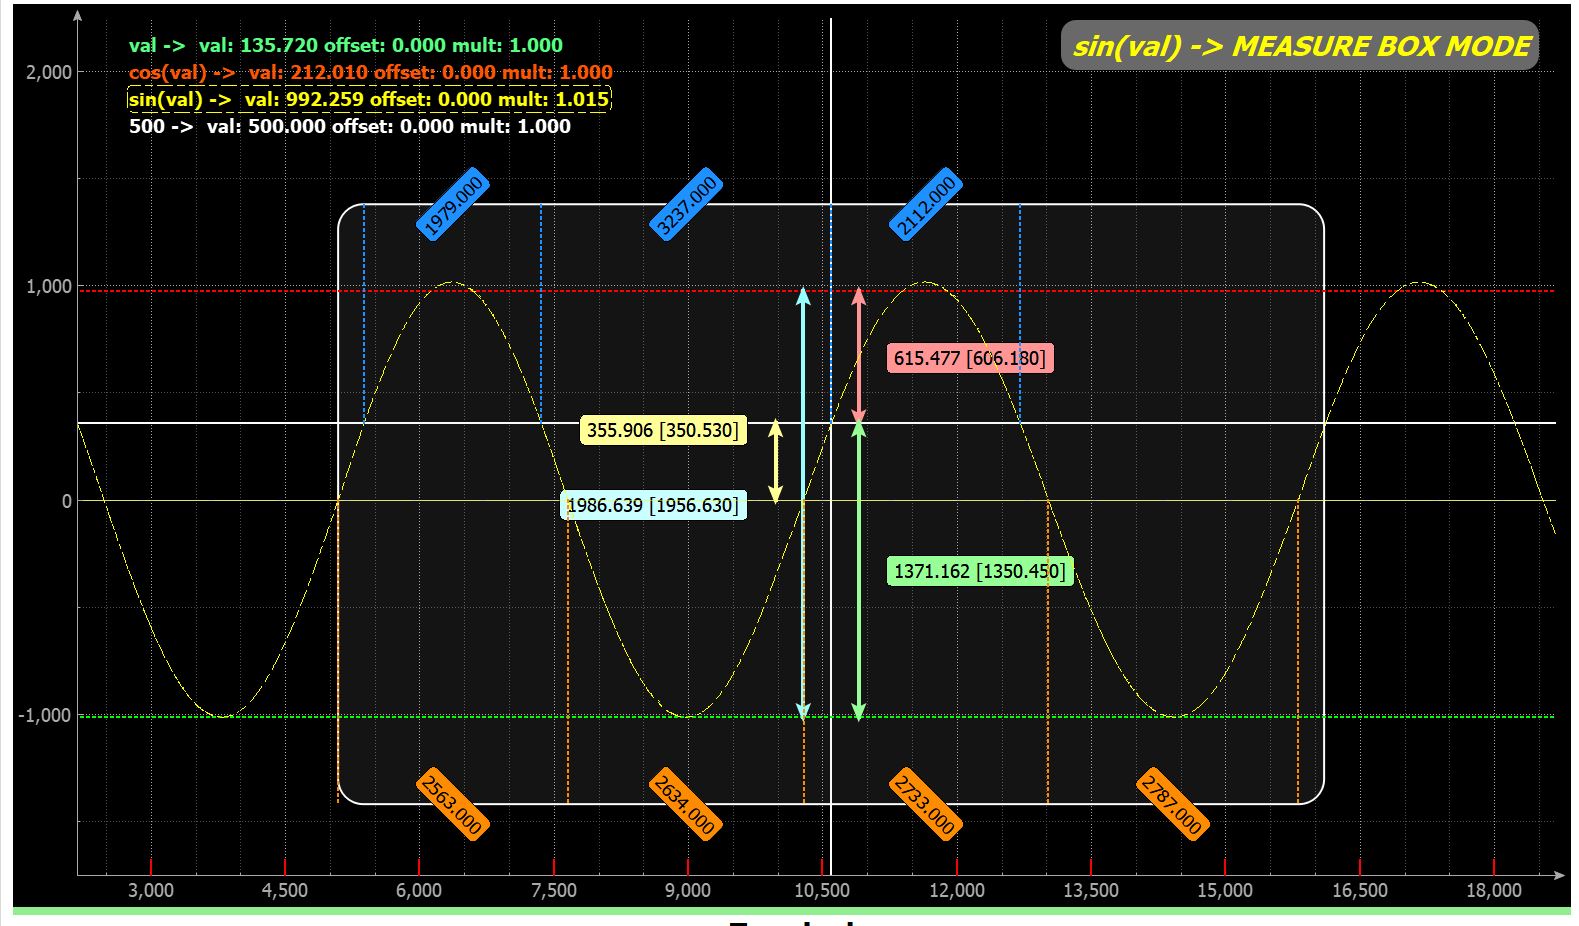 sin(val) -> MEASURE BOX MODE
val -> val: 135.720 offset: 0.000 mult: 1.000
cos(val) -> val: 212.010 offset: 0.000 mult: 1.000
sin(val) -> val: 992.259 offset: 0.000 mult: 1.015
500 -> val: 500.000 offset: 0.000 mult: 1.000
2,000
1,000
0
-1,000
1979.000
3237.000
2112.000
615.477 [606.180]
355.906 [350.530]
1986.639 [1956.630]
1371.162 [1350.450]
2563.000
2634.000
2733.000
2787.000
3,000 4,500 6,000 7,500 9,000 10,500 12,000 13,500 15,000 16,500 18,000